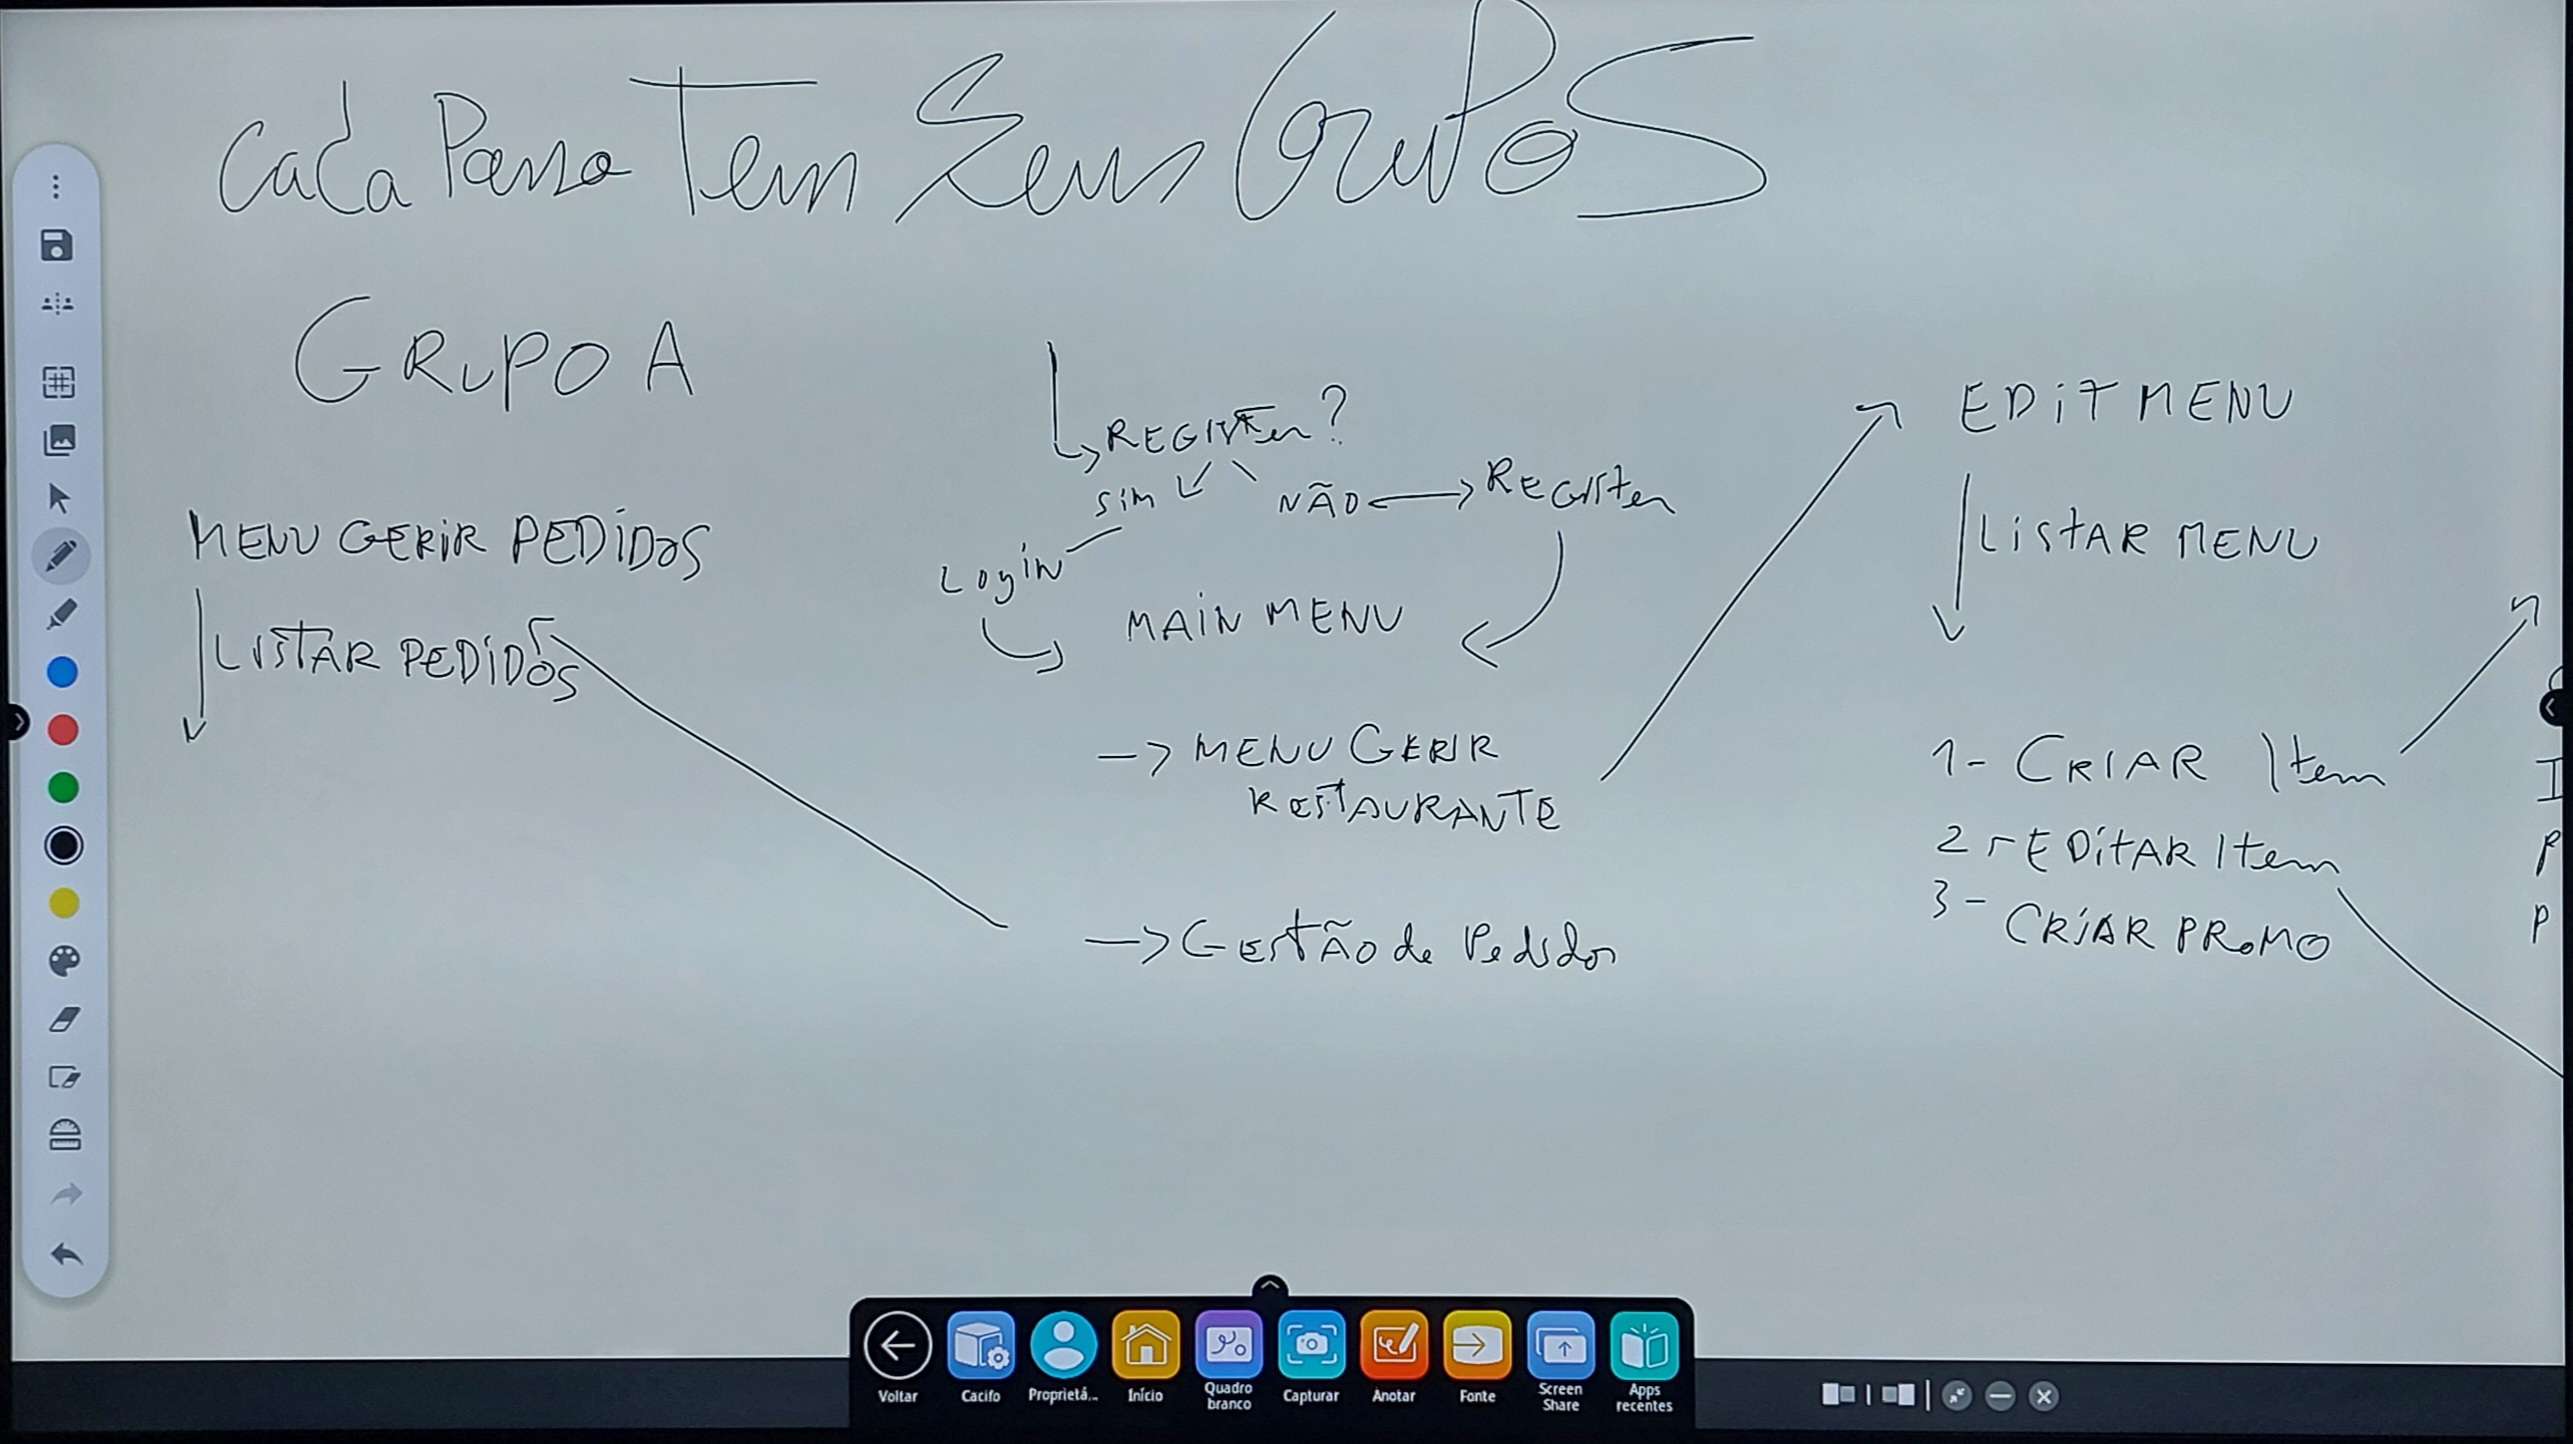 Cada Passo Tem Seus Grupos
GRUPO A
MENU GERIR PEDIDOS
LISTAR PEDIDOS
REGISTER?
Sim
NÃO
REGISTER
Login
MAIN MENU
-> MENU GERIR
RESTAURANTE
-> GESTÃO de Pedidos
EDIT MENU
LISTAR MENU
1- CRIAR Item
2- EDITAR Item
3- CRIAR PROMO
I
P
P
Voltar
Cacifo
Proprietá...
Início
Quadro
branco
Capturar
Anotar
Fonte
Screen
Share
Apps
recentes